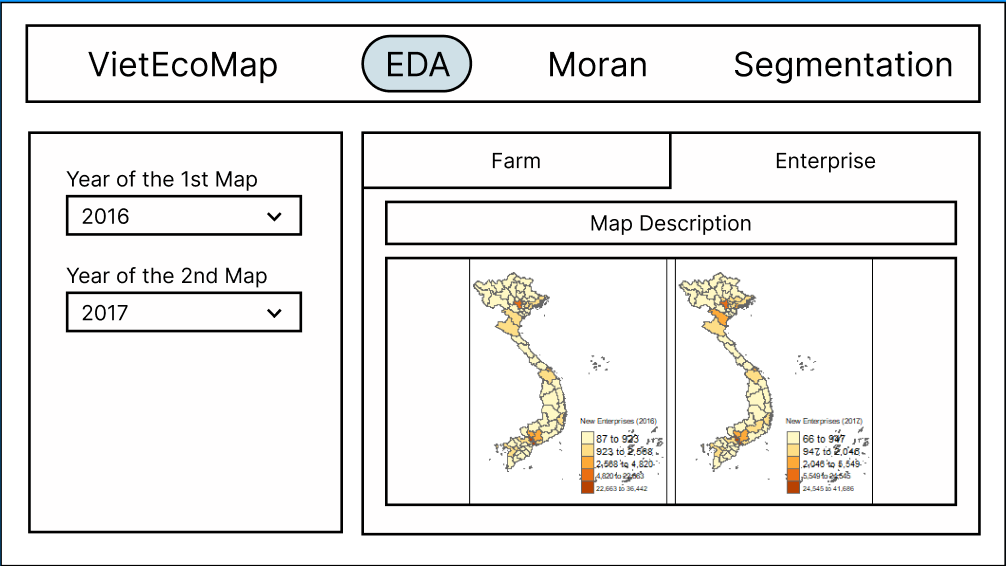 VietEcoMap
EDA
Moran
Segmentation
Year of the 1st Map
2016
Year of the 2nd Map
2017
Farm
Enterprise
Map Description
New Enterprises (2016)
87 to 923
923 to 2,568
2,568 to 4,820
4,820 to
22,663 to 36,442
New Enterprises (2017)
66 to 947
947 to 2,046
2,046 to 5,549
5,549 to 24,545
24,545 to 41,686